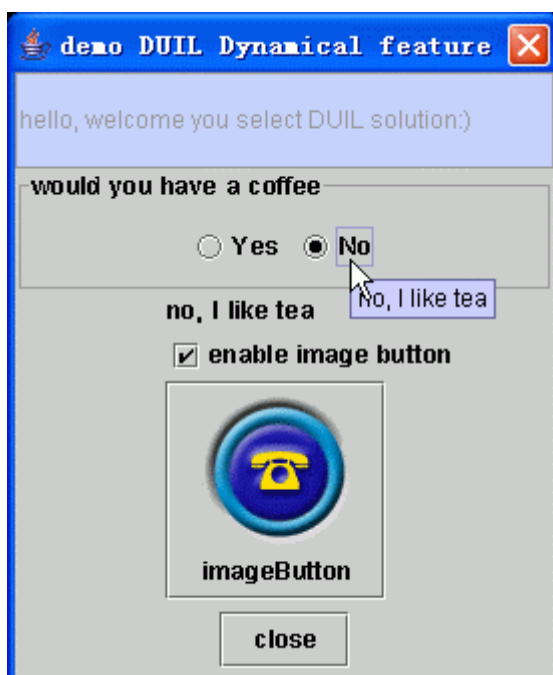 demo DUIL Dynamical feature
hello, welcome you select DUIL solution:)
would you have a coffee
Yes No
no, I like tea
no, I like tea
enable image button
imageButton
close